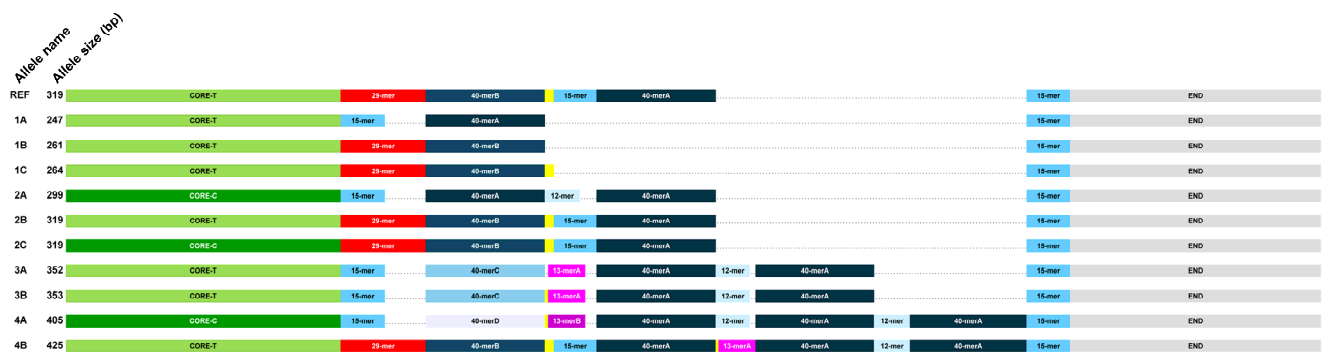 Allele name
Allele size (bp)
REF 319 CORE-T 29-mer 40-merB 15-mer 40-merA 15-mer END
1A 247 CORE-T 15-mer 40-merA 15-mer END
1B 261 CORE-T 29-mer 40-merB 15-mer END
1C 264 CORE-T 29-mer 40-merB 15-mer END
2A 299 CORE-C 15-mer 40-merA 12-mer 40-merA 15-mer END
2B 319 CORE-T 29-mer 40-merB 15-mer 40-merA 15-mer END
2C 319 CORE-C 29-mer 40-merB 15-mer 40-merA 15-mer END
3A 352 CORE-T 15-mer 40-merC 13-merA 40-merA 12-mer 40-merA 15-mer END
3B 353 CORE-T 15-mer 40-merC 13-merA 40-merA 12-mer 40-merA 15-mer END
4A 405 CORE-C 15-mer 40-merD 13-merB 40-merA 12-mer 40-merA 12-mer 40-merA 15-mer END
4B 425 CORE-T 29-mer 40-merB 15-mer 40-merA 13-merA 40-merA 12-mer 40-merA 15-mer END